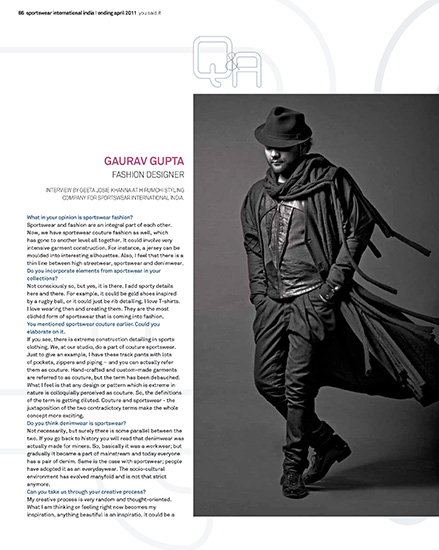 86 sportswear international india | ending april 2011 you said it
Q&A
GAURAV GUPTA
FASHION DESIGNER
INTERVIEW BY GEETA JOSIE KHANNA AT HIRUMCHI STYLING
COMPANY FOR SPORTSWEAR INTERNATIONAL INDIA.
What in your opinion is sportswear fashion?
Sportswear and fashion are an integral part of each other.
Now, we have sportswear couture fashion as well, which
has gone to another level all together. It could involve very
intensive garment construction. For instance, a jersey can be
moulded into interesting silhouettes. Also, I feel that there is a
thin line between high streetwear, sportswear and denimwear.
Do you incorporate elements from sportswear in your
collections?
Not consciously so, but yes, it is there. I add sporty details
here and there. For example, it could be gold shoes inspired
by a rugby ball, or it could just be rib detailing. I love T-shirts.
I love wearing then and creating them. They are the most
clichéd form of sportswear that is coming into fashion.
You mentioned sportswear couture earlier. Could you
elaborate on it.
If you see, there is extreme construction detailing in sports
clothing. We, at our studio, do a part of couture sportswear.
Just to give an example, I have these track pants with lots
of pockets, zippers and piping – and you can actually refer
them as couture. Hand-crafted and custom-made garments
are referred to as couture, but the term has been debauched.
What I feel is that any design or pattern which is extreme in
nature is colloquially perceived as couture. So, the definitions
of the term is getting diluted. Couture and sportswear - the
juxtaposition of the two contradictory terms make the whole
concept more exciting.
Do you think denimwear is sportswear?
Not necessarily, but surely there is some parallel between the
two. If you go back to history you will read that denimwear was
actually made for miners. So, basically it was a workwear; but
gradually it became a part of mainstream and today everyone
has a pair of denim. Same is the case with sportswear; people
have adopted it as an everydaywear. The socio-cultural
environment has evolved manyfold and is not that strict
anymore.
Can you take us through your creative process?
My creative process is very random and thought-oriented.
What I am thinking or feeling right now becomes my
inspiration, anything beautiful is an inspiratio, it could be a